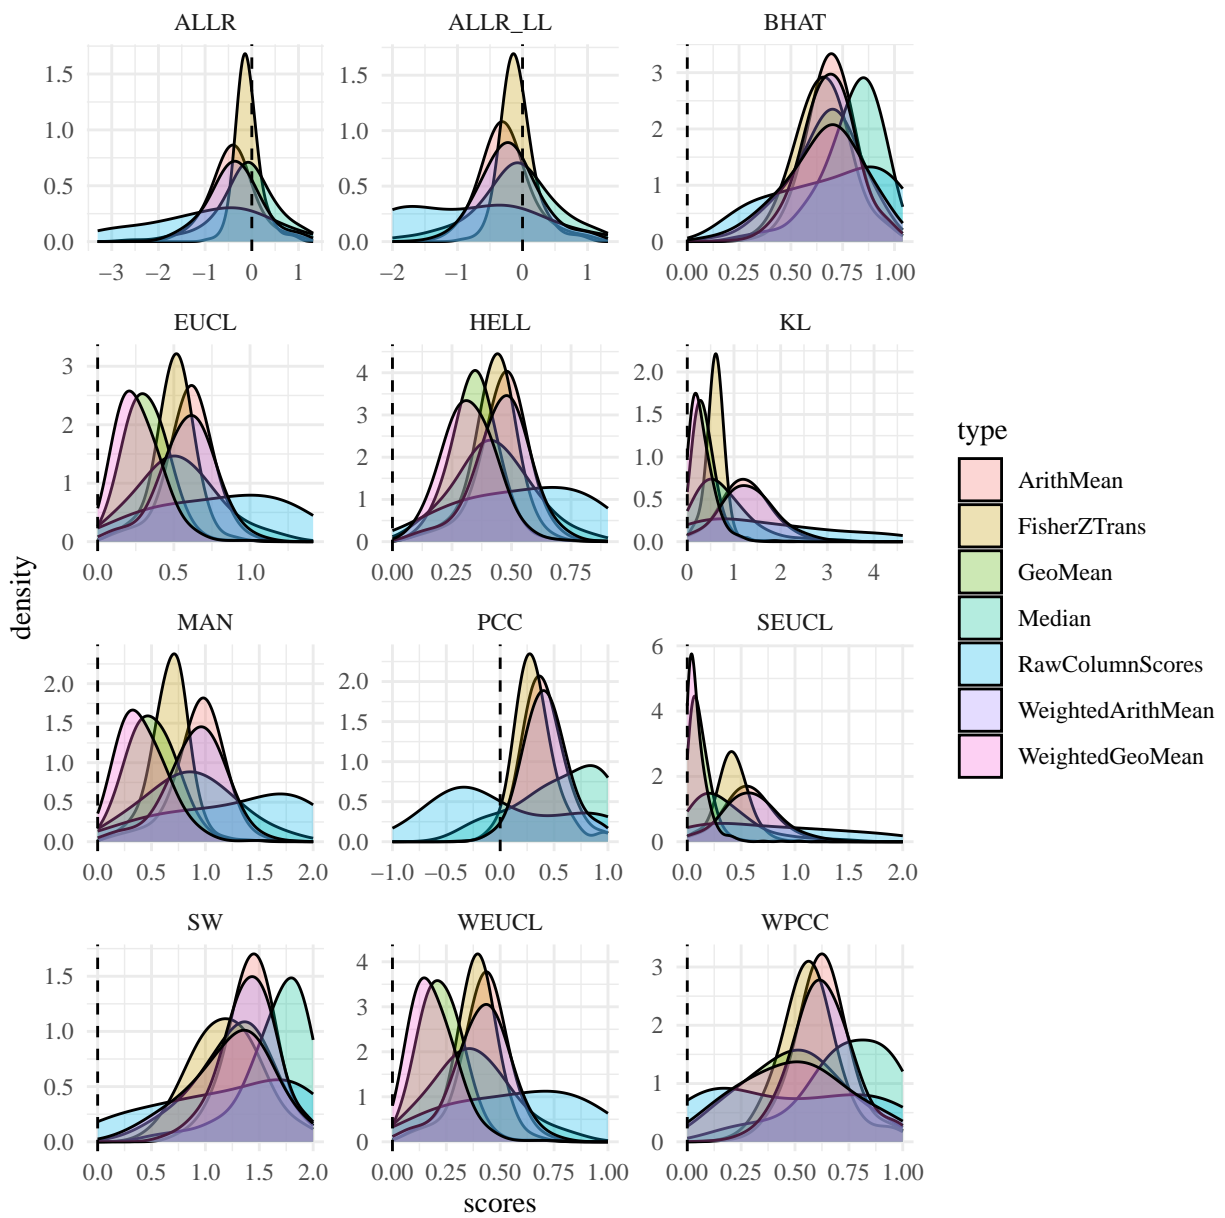 ALLR ALLR_LL BHAT
1.5 1.0 0.5 0.0
−3 −2 −1 0 1
1.5 1.0 0.5 0.0
−2 −1 0 1
3 2 1 0
0.00 0.25 0.50 0.75 1.00
EUCL HELL KL
3 2 1 0
0.0 0.5 1.0
4 3 2 1 0
0.00 0.25 0.50 0.75
2.0 1.5 1.0 0.5 0.0
0 1 2 3 4
density
MAN PCC SEUCL
2.0 1.5 1.0 0.5 0.0
0.0 0.5 1.0 1.5 2.0
2.0 1.5 1.0 0.5 0.0
−1.0 −0.5 0.0 0.5 1.0
6 4 2 0
0.0 0.5 1.0 1.5 2.0
SW WEUCL WPCC
1.5 1.0 0.5 0.0
0.0 0.5 1.0 1.5 2.0
4 3 2 1 0
0.00 0.25 0.50 0.75 1.00
3 2 1 0
0.00 0.25 0.50 0.75 1.00
scores
type
ArithMean
FisherZTrans
GeoMean
Median
RawColumnScores
WeightedArithMean
WeightedGeoMean